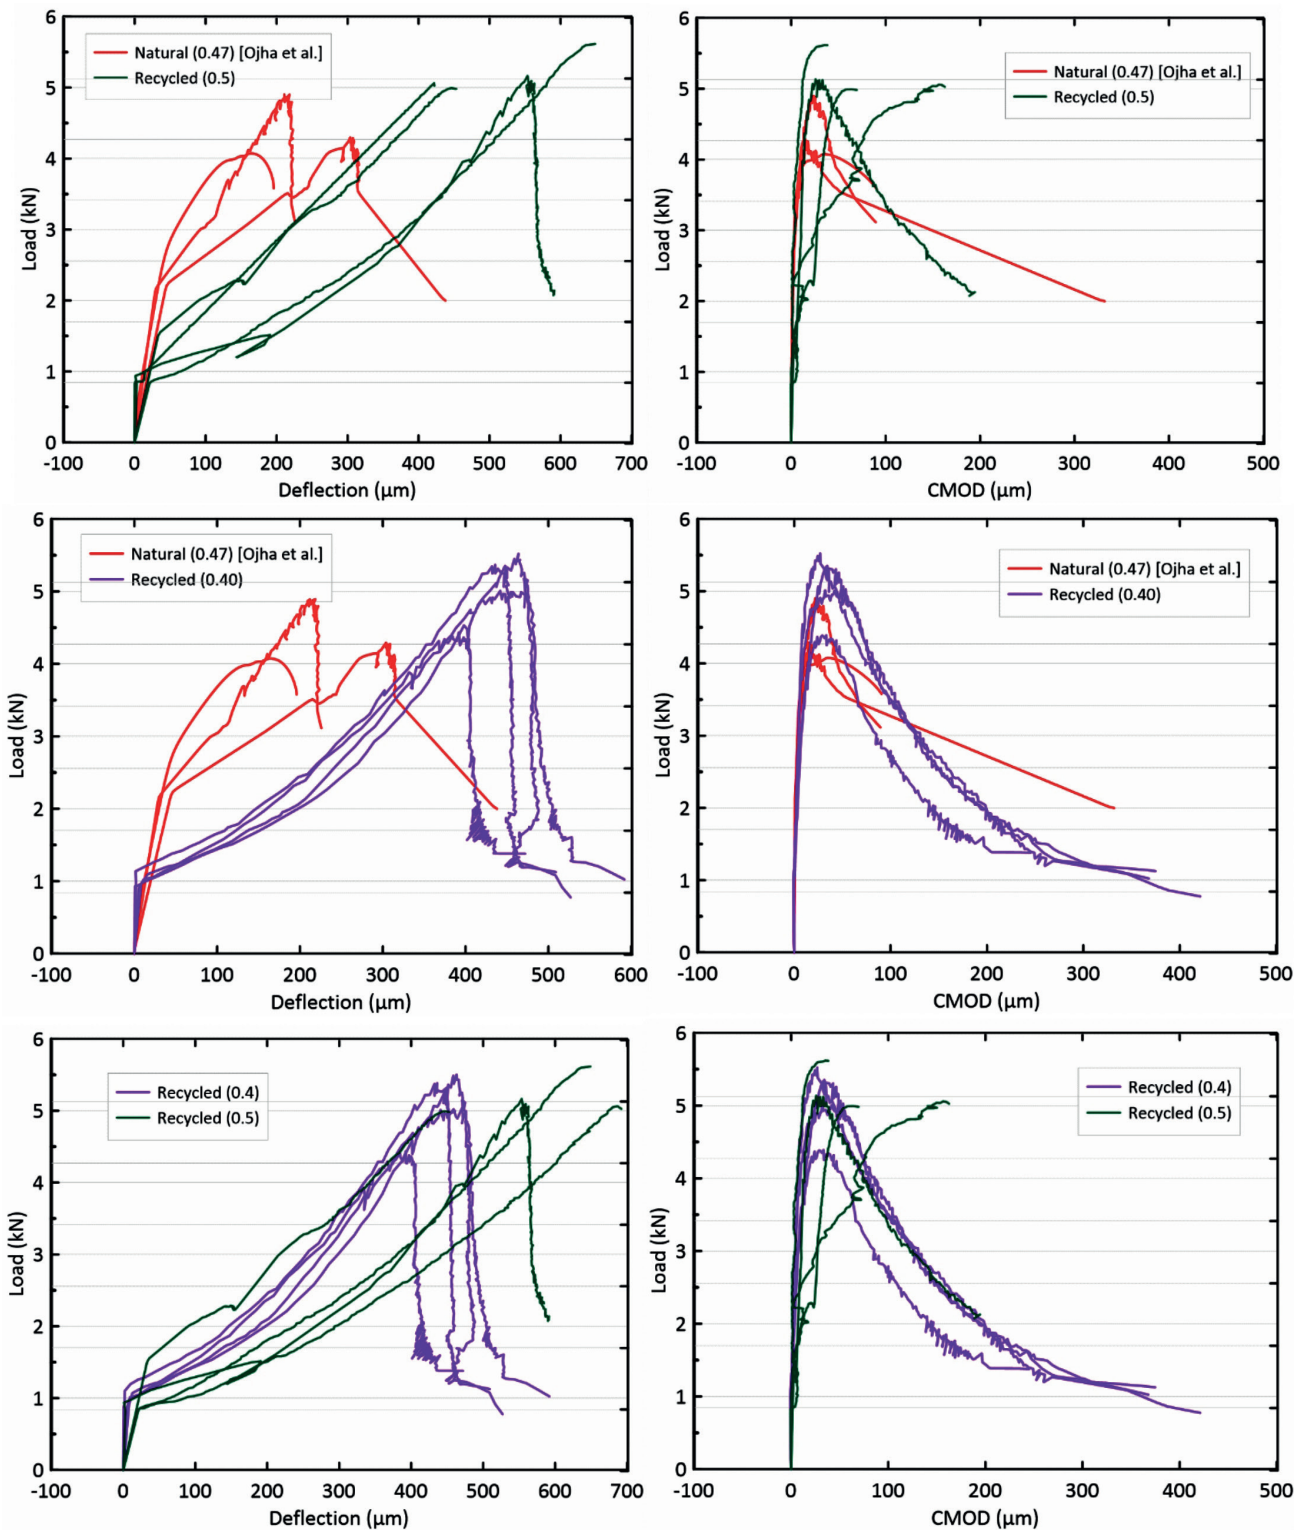 6
5
4
3
2
1
0
Load (kN)
Natural (0.47) [Ojha et al.]
Recycled (0.5)
-100 0 100 200 300 400 500 600 700
Deflection (μm)
6
5
4
3
2
1
0
Load (kN)
Natural (0.47) [Ojha et al.]
Recycled (0.5)
-100 0 100 200 300 400 500
CMOD (μm)
6
5
4
3
2
1
0
Load (kN)
Natural (0.47) [Ojha et al.]
Recycled (0.40)
-100 0 100 200 300 400 500 600
Deflection (μm)
6
5
4
3
2
1
0
Load (kN)
Natural (0.47) [Ojha et al.]
Recycled (0.40)
-100 0 100 200 300 400 500
CMOD (μm)
6
5
4
3
2
1
0
Load (kN)
Recycled (0.4)
Recycled (0.5)
-100 0 100 200 300 400 500 600 700
Deflection (μm)
6
5
4
3
2
1
0
Load (kN)
Recycled (0.4)
Recycled (0.5)
-100 0 100 200 300 400 500
CMOD (μm)